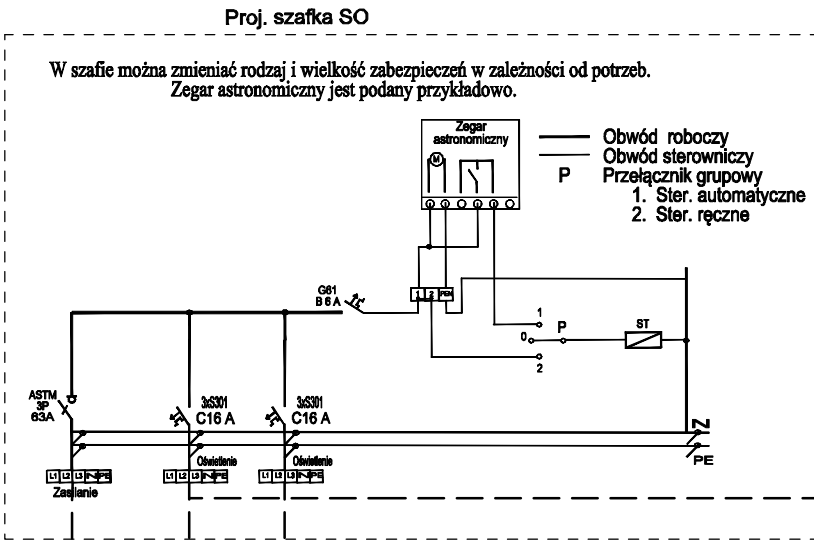 Proj. szafka SO
W szafie można zmieniać rodzaj i wielkość zabezpieczeń w zależności od potrzeb.
Zegar astronomiczny jest podany przykładowo.
Zegar
astronomiczny
M
Obwód roboczy
Obwód sterowniczy
P Przełącznik grupowy
1. Ster. automatyczne
2. Ster. ręczne
G61
B 6 A
1 2 PEN
1
0
P
2
ST
ASTM
3P
63A
3xS301
C16 A
3xS301
C16 A
N
PE
L1 L2 L3 N PE
Zasilanie
Oświetlenie
L1 L2 L3 N PE
Oświetlenie
L1 L2 L3 N PE